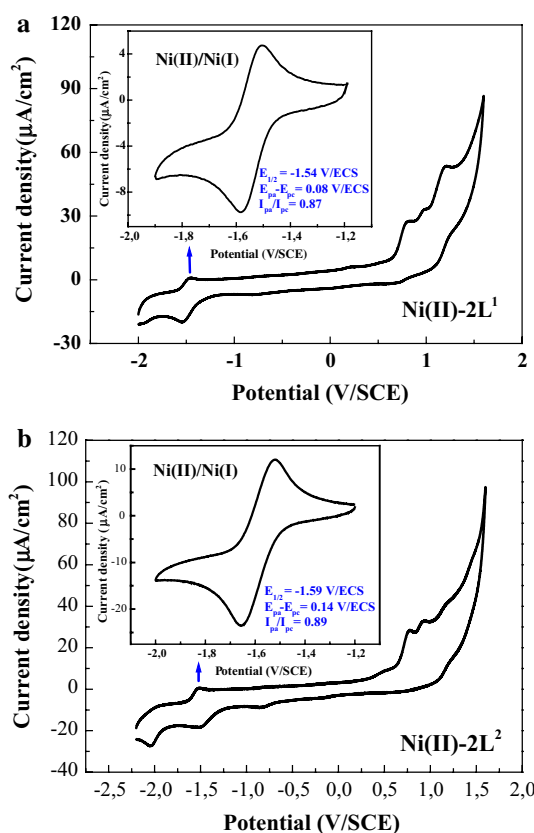 a
120
90
60
30
0
-30
Current density(µA/cm²)
4
0
-4
-8
Current density(µA/cm²)
Ni(II)/Ni(I)
E1/2 = -1.54 V/ECS
Epa-Epc = 0.08 V/ECS
Ipa/Ipc = 0.87
-2,0 -1,8 -1,6 -1,4 -1,2
Potential (V/SCE)
Ni(II)-2L¹
-2 -1 0 1 2
Potential (V/SCE)
b
120
100
80
60
40
20
0
-20
-40
Current density(µA/cm²)
10
0
-10
-20
Current density( µA/cm²)
Ni(II)/Ni(I)
E1/2 = -1.59 V/ECS
Epa-Epc = 0.14 V/ECS
Ipa/Ipc = 0.89
-2,0 -1,8 -1,6 -1,4 -1,2
Potential (V/SCE)
Ni(II)-2L²
-2,5 -2,0 -1,5 -1,0 -0,5 0,0 0,5 1,0 1,5 2,0
Potential (V/SCE)